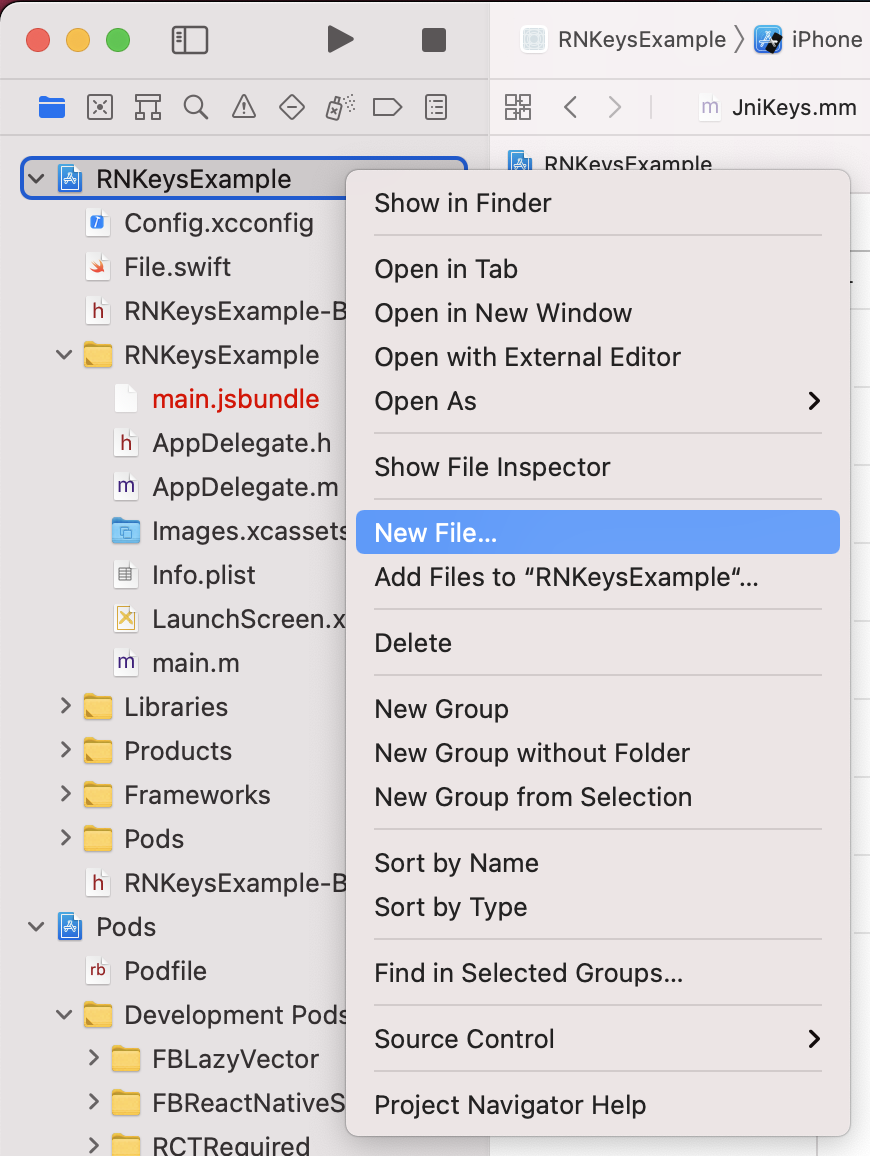 RNKeysExample
iPhone
m
JniKeys.mm
RNKeysExample
RNKeysExample
Config.xcconfig
File.swift
h RNKeysExample-B
RNKeysExample
main.jsbundle
h AppDelegate.h
m AppDelegate.m
Images.xcassets
Info.plist
LaunchScreen.x
m main.m
Libraries
Products
Frameworks
Pods
h RNKeysExample-B
Pods
rb Podfile
Development Pods
FBLazyVector
FBReactNativeS
RCTRequired
Show in Finder
Open in Tab
Open in New Window
Open with External Editor
Open As
Show File Inspector
New File...
Add Files to “RNKeysExample“...
Delete
New Group
New Group without Folder
New Group from Selection
Sort by Name
Sort by Type
Find in Selected Groups...
Source Control
Project Navigator Help